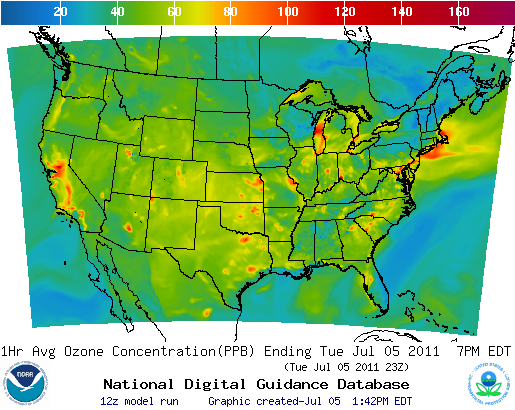 20 40 60 80 100 120 140 160
1Hr Avg Ozone Concentration(PPB) Ending Tue Jul 05 2011 7PM EDT
(Tue Jul 05 2011 23Z)
National Digital Guidance Database
12z model run Graphic created-Jul 05 1:42PM EDT
NOAA